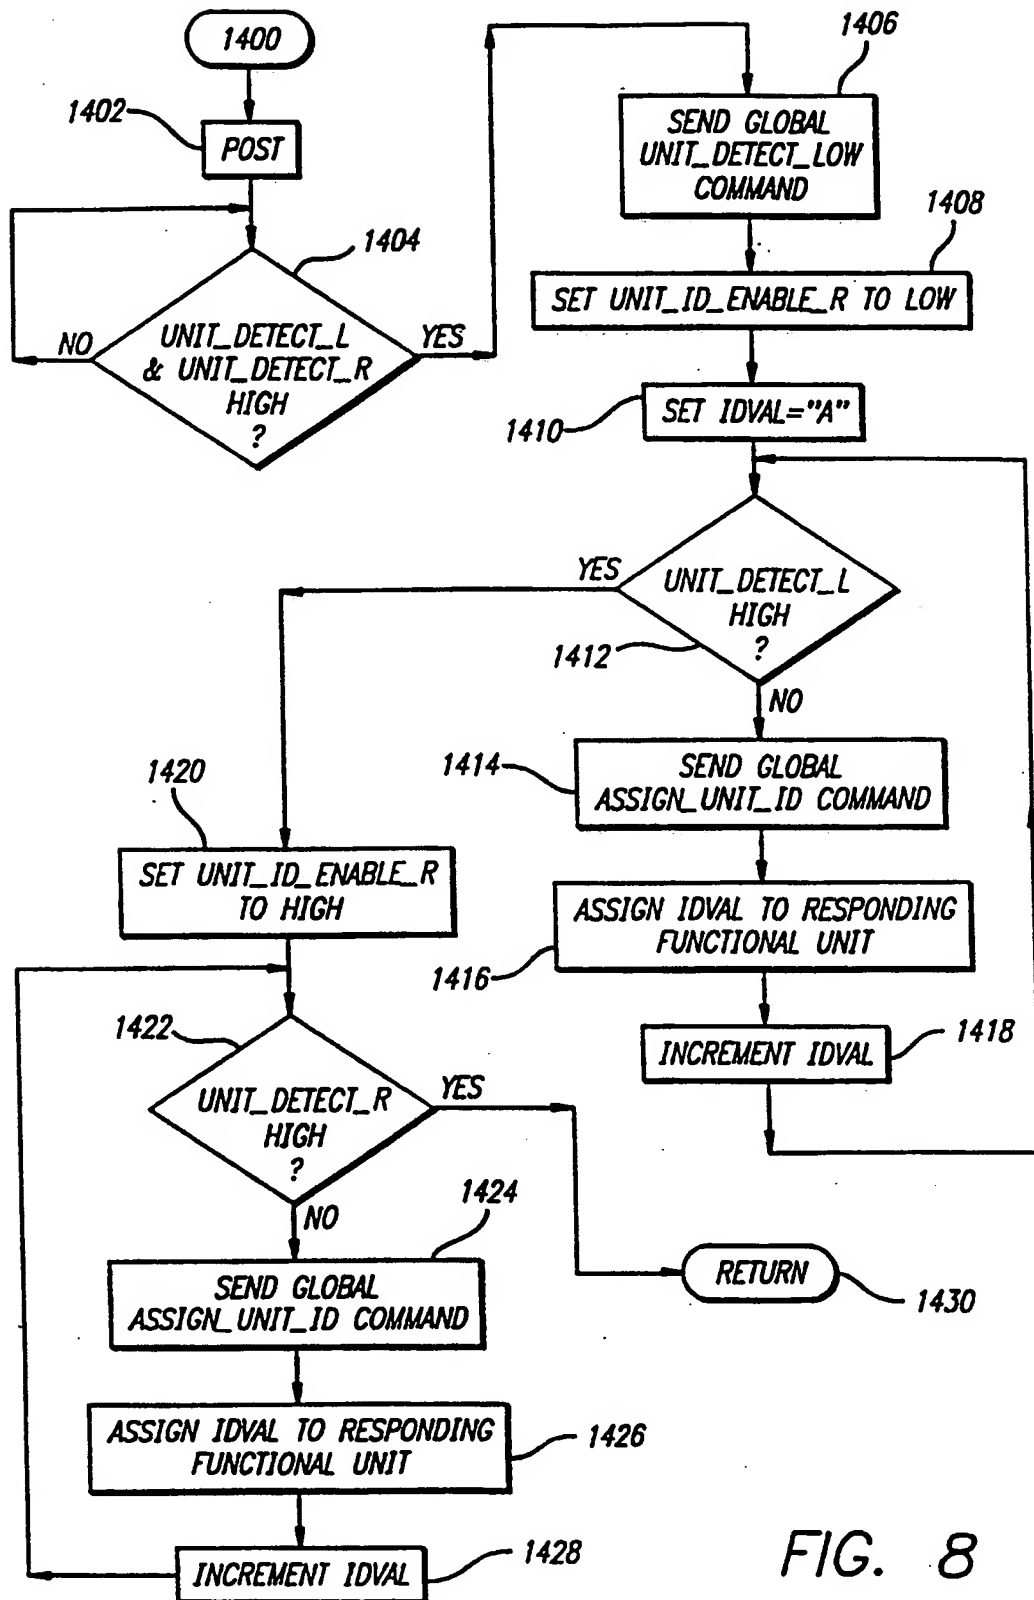 1400
1402
POST
1404
UNIT_DETECT_L
& UNIT_DETECT_R
HIGH
?
NO
YES
1406
SEND GLOBAL
UNIT_DETECT_LOW
COMMAND
1408
SET UNIT_ID_ENABLE_R TO LOW
1410
SET IDVAL="A"
YES
UNIT_DETECT_L
HIGH
?
1412
NO
1414
SEND GLOBAL
ASSIGN_UNIT_ID COMMAND
ASSIGN IDVAL TO RESPONDING
FUNCTIONAL UNIT
1416
INCREMENT IDVAL
1418
1420
SET UNIT_ID_ENABLE_R
TO HIGH
1422
UNIT_DETECT_R
HIGH
?
YES
NO
1424
SEND GLOBAL
ASSIGN_UNIT_ID COMMAND
RETURN
1430
ASSIGN IDVAL TO RESPONDING
FUNCTIONAL UNIT
1426
INCREMENT IDVAL
1428
FIG. 8